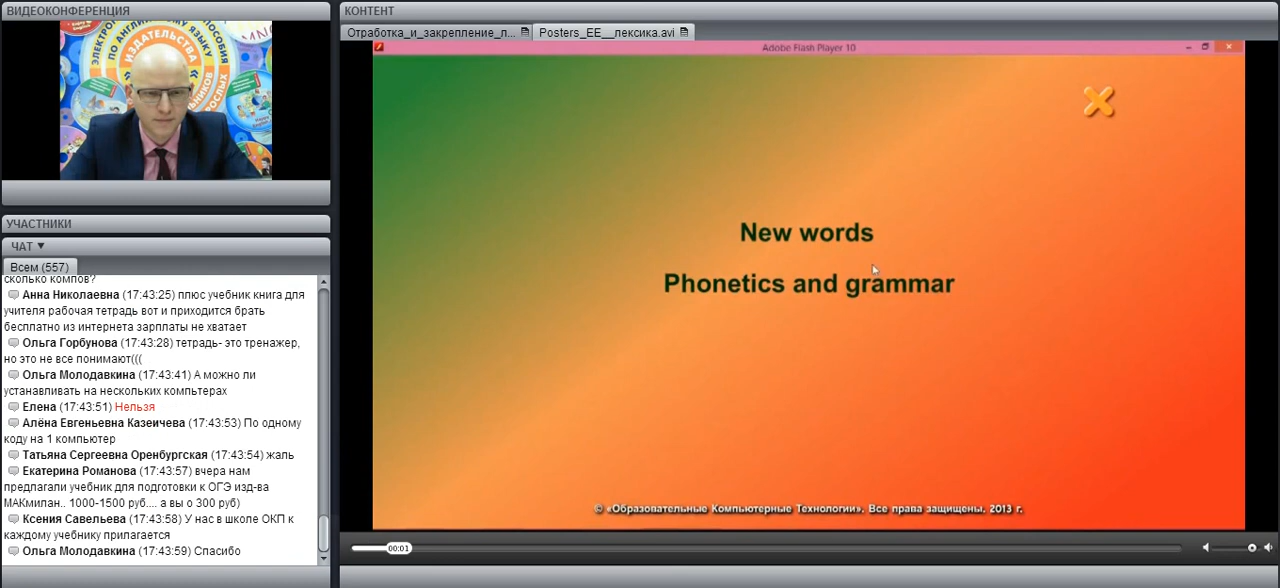 ВИДЕОКОНФЕРЕНЦИЯ
ИЗДАТЕЛЬСТВА
ПО АНГЛИЙСКОМУ ЯЗЫКУ
ПОСОБИЯ
УЧАСТНИКИ
ЧАТ ▼
Всем (557)
сколько компов?
Анна Николаевна (17:43:25) плюс учебник книга для
учителя рабочая тетрадь вот и приходится брать
бесплатно из интернета зарплаты не хватает
Ольга Горбунова (17:43:28) тетрадь- это тренажер,
но это не все понимают(((
Ольга Молодавкина (17:43:41) А можно ли
устанавливать на нескольких компьтерах
Елена (17:43:51) Нельзя
Алёна Евгеньевна Казеичева (17:43:53) По одному
коду на 1 компьютер
Татьяна Сергеевна Оренбургская (17:43:54) жаль
Екатерина Романова (17:43:57) вчера нам
предлагали учебник для подготовки к ОГЭ изд-ва
МАКмилан.. 1000-1500 руб.... а вы о 300 руб)
Ксения Савельева (17:43:58) У нас в школе ОКП к
каждому учебнику прилагается
Ольга Молодавкина (17:43:59) Спасибо
КОНТЕНТ
Отработка_и_закрепление_л...
Posters_EE__лексика.avi
Adobe Flash Player 10
New words
Phonetics and grammar
© «Образовательные Компьютерные Технологии». Все права защищены, 2013 г.
00:01